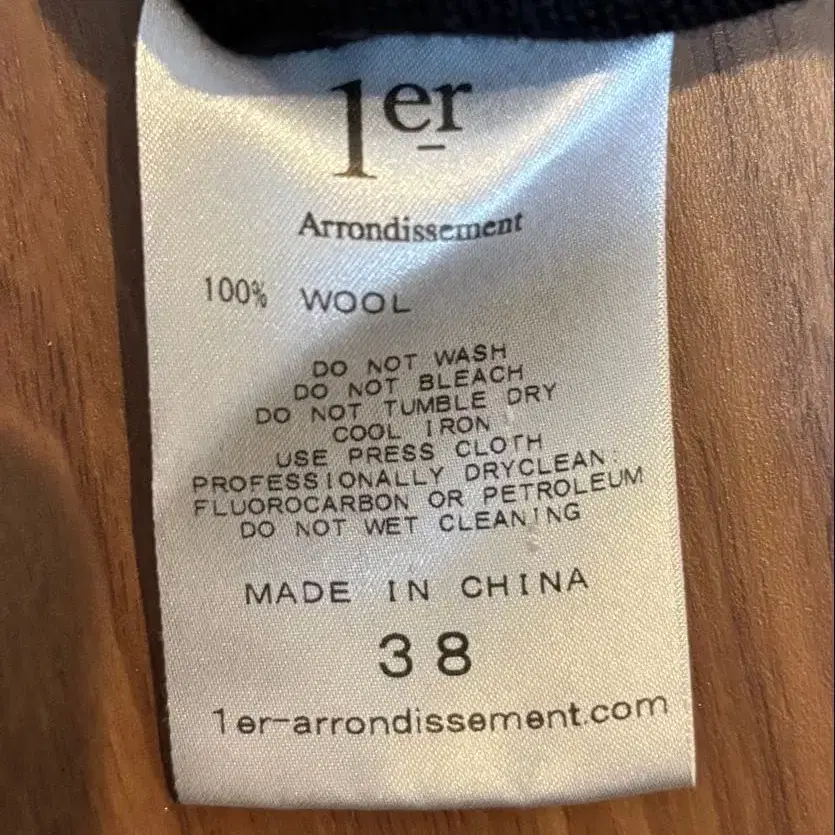 1er
Arrondissement
100% WOOL
DO NOT WASH
DO NOT BLEACH
DO NOT TUMBLE DRY
COOL IRON
USE PRESS CLOTH
PROFESSIONALLY DRYCLEAN:
FLUOROCARBON OR PETROLEUM
DO NOT WET CLEANING
MADE IN CHINA
38
1er-arrondissement.com